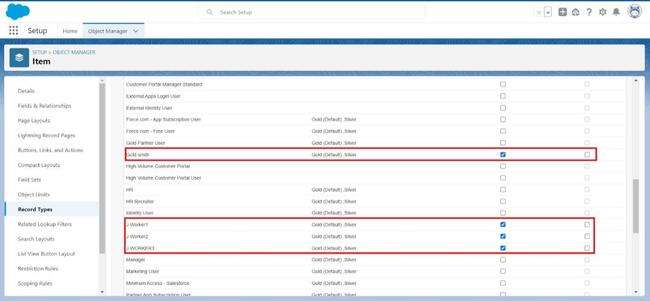 Search Setup
Setup
Home
Object Manager
SETUP > OBJECT MANAGER
Item
Details
Fields & Relationships
Page Layouts
Lightning Record Pages
Buttons, Links, and Actions
Compact Layouts
Field Sets
Object Limits
Record Types
Related Lookup Filters
Search Layouts
List View Button Layout
Restriction Rules
Scoping Rules
Customer Portal Manager Standard
External Apps Login User
External Identity User
Force.com - App Subscription User Gold (Default) ,Silver
Force.com - Free User Gold (Default) ,Silver
Gold Partner User Gold (Default) ,Silver
Gold Gold (Default) ,Silver
High Volume Customer Portal
High Volume Customer Portal User
HR Gold (Default) ,Silver
HR Recruiter Gold (Default) ,Silver
Identity User Gold (Default) ,Silver
J Worker1 Gold (Default) ,Silver
J Worker2 Gold (Default) ,Silver
J WORKER3 Gold (Default) ,Silver
Manager Gold (Default) ,Silver
Marketing User Gold (Default) ,Silver
Minimum Access - Salesforce Gold (Default) ,Silver
Partner App Subscription User Gold (Default) ,Silver